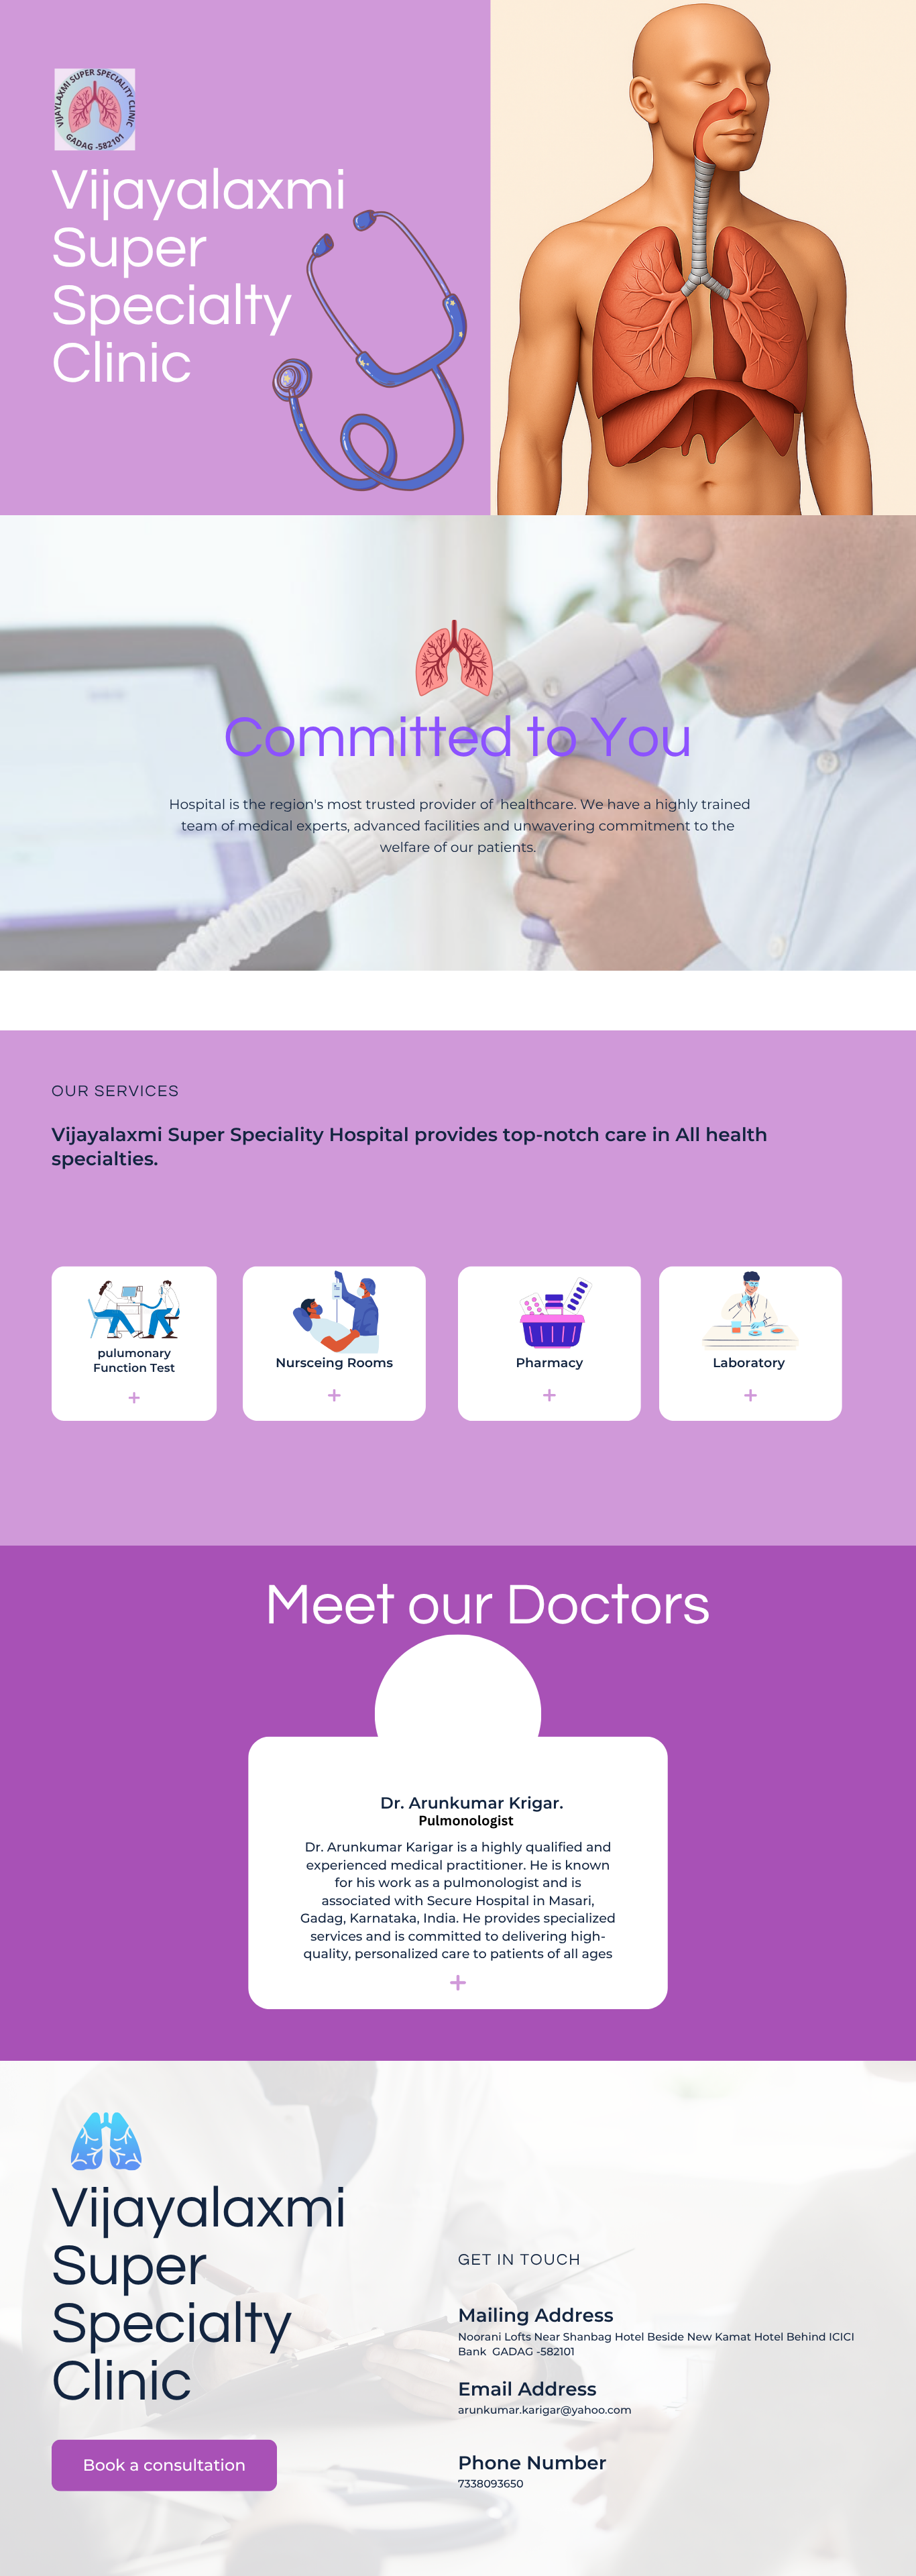 VIJAYLAXMI SUPER SPECIALITY CLINIC
GADAG -582101
Vijayalaxmi
Super
Specialty
Clinic
Committed to You
Hospital is the region's most trusted provider of healthcare. We have a highly trained
team of medical experts, advanced facilities and unwavering commitment to the
welfare of our patients.
OUR SERVICES
Vijayalaxmi Super Speciality Hospital provides top-notch care in All health
specialties.
pulumonary
Function Test
+
Nursceing Rooms
+
Pharmacy
+
Laboratory
+
Meet our Doctors
Dr. Arunkumar Krigar.
Pulmonologist
Dr. Arunkumar Karigar is a highly qualified and
experienced medical practitioner. He is known
for his work as a pulmonologist and is
associated with Secure Hospital in Masari,
Gadag, Karnataka, India. He provides specialized
services and is committed to delivering high-
quality, personalized care to patients of all ages
+
Vijayalaxmi
Super
Specialty
Clinic
Book a consultation
GET IN TOUCH
Mailing Address
Noorani Lofts Near Shanbag Hotel Beside New Kamat Hotel Behind ICICI
Bank GADAG -582101
Email Address
arunkumar.karigar@yahoo.com
Phone Number
7338093650